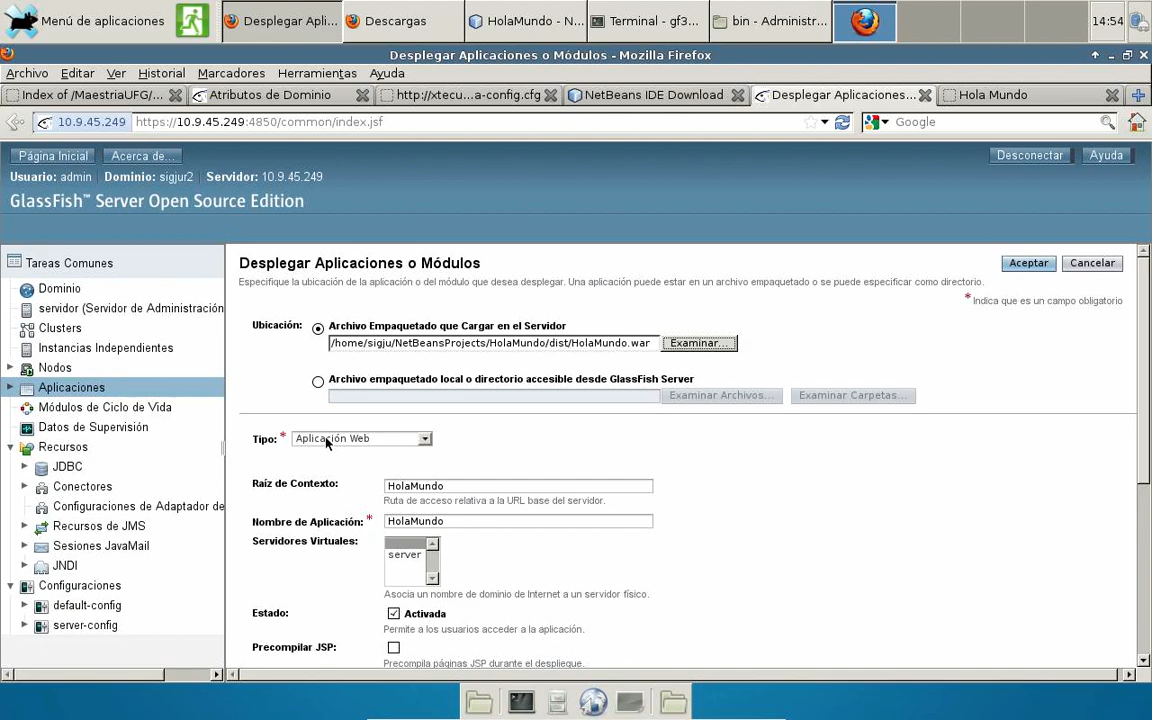 Menú de aplicaciones
Desplegar Apli...
Descargas
HolaMundo - N...
Terminal - gf3...
bin - Administr...
14:54
Desplegar Aplicaciones o Módulos - Mozilla Firefox
Archivo Editar Ver Historial Marcadores Herramientas Ayuda
Index of /MaestriaUFG/...
Atributos de Dominio
http://xtecu...a-config.cfg
NetBeans IDE Download
Desplegar Aplicaciones...
Hola Mundo
10.9.45.249 https://10.9.45.249:4850/common/index.jsf
Google
Página Inicial Acerca de... Desconectar Ayuda
Usuario: admin Dominio: sigjur2 Servidor: 10.9.45.249
GlassFish™ Server Open Source Edition
Tareas Comunes
Dominio
servidor (Servidor de Administración
Clusters
Instancias Independientes
Nodos
Aplicaciones
Módulos de Ciclo de Vida
Datos de Supervisión
Recursos
JDBC
Conectores
Configuraciones de Adaptador de
Recursos de JMS
Sesiones JavaMail
JNDI
Configuraciones
default-config
server-config
Desplegar Aplicaciones o Módulos
Aceptar Cancelar
Especifique la ubicación de la aplicación o del módulo que desea desplegar. Una aplicación puede estar en un archivo empaquetado o se puede especificar como directorio.
* Indica que es un campo obligatorio
Ubicación: Archivo Empaquetado que Cargar en el Servidor
/home/sigju/NetBeansProjects/HolaMundo/dist/HolaMundo.war Examinar...
Archivo empaquetado local o directorio accesible desde GlassFish Server
Examinar Archivos... Examinar Carpetas...
Tipo: * Aplicación Web
Raíz de Contexto: HolaMundo
Ruta de acceso relativa a la URL base del servidor.
Nombre de Aplicación: * HolaMundo
Servidores Virtuales:
server
Asocia un nombre de dominio de Internet a un servidor físico.
Estado: Activada
Permite a los usuarios acceder a la aplicación.
Precompilar JSP:
Precompila páginas JSP durante el despliegue.